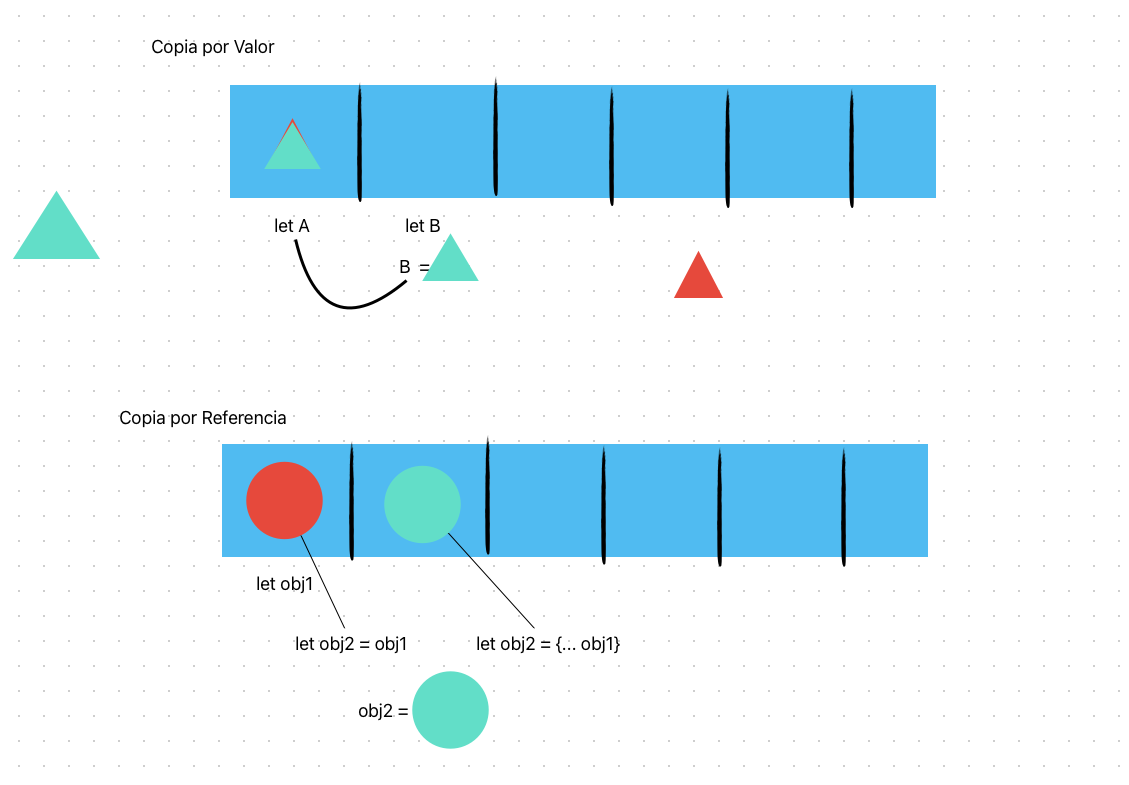 Copia por Valor
let A
let B
B =
Copia por Referencia
let obj1
let obj2 = obj1
let obj2 = {... obj1}
obj2 =